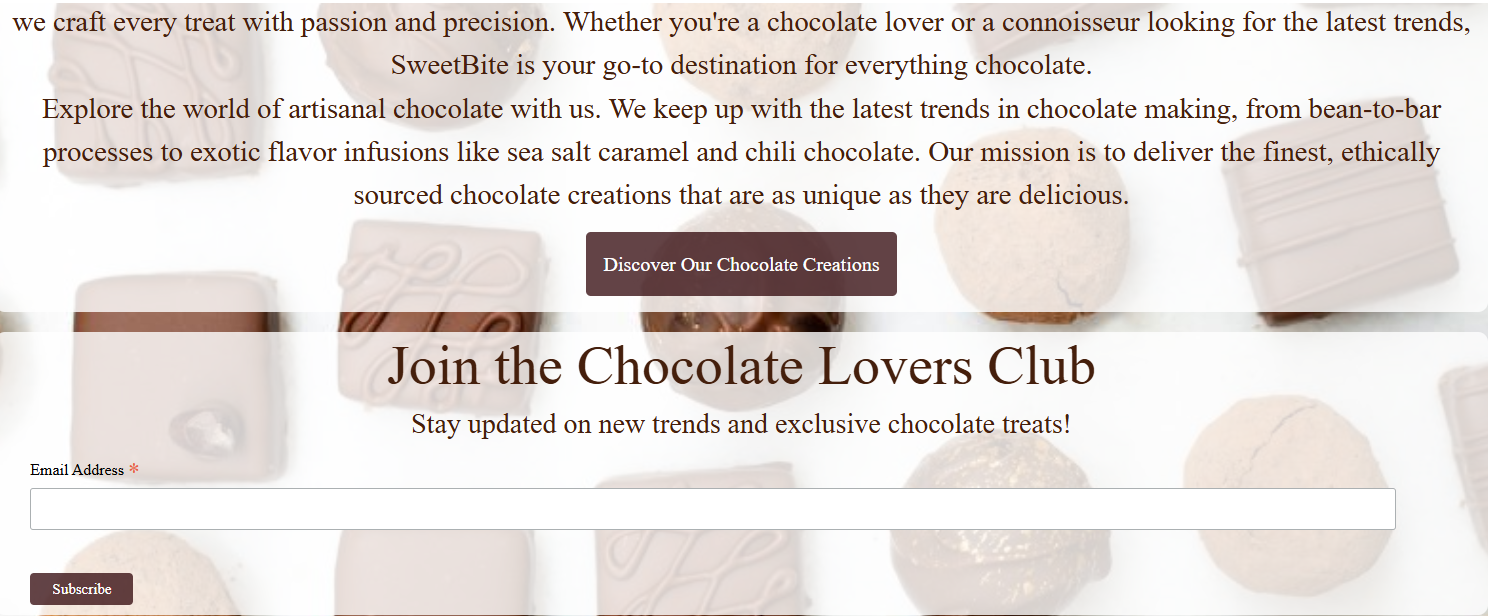 we craft every treat with passion and precision. Whether you're a chocolate lover or a connoisseur looking for the latest trends,
SweetBite is your go-to destination for everything chocolate.
Explore the world of artisanal chocolate with us. We keep up with the latest trends in chocolate making, from bean-to-bar
processes to exotic flavor infusions like sea salt caramel and chili chocolate. Our mission is to deliver the finest, ethically
sourced chocolate creations that are as unique as they are delicious.
Discover Our Chocolate Creations
Join the Chocolate Lovers Club
Stay updated on new trends and exclusive chocolate treats!
Email Address *
Subscribe